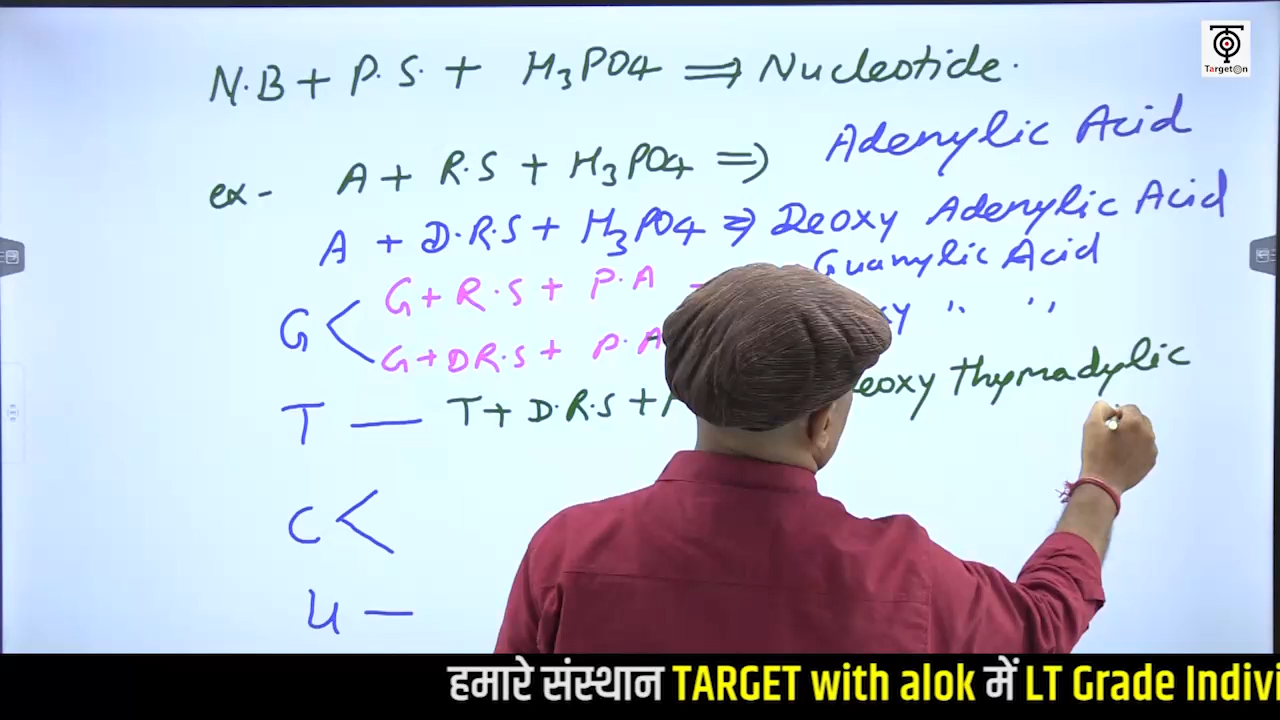 Target On
N.B + P.S. + H3PO4 ⇒ Nucleotide.
ex- A + R.S + H3PO4 ⇒ Adenylic Acid
A + D.R.S + H3PO4 ⇒ Deoxy Adenylic Acid
G < G + R.S + P.A Guanylic Acid
G + DR.S + P.A " "
T — T + D.R.S + eoxy thymadylic
C <
U —
हमारे संस्थान TARGET with alok में LT Grade Indivi